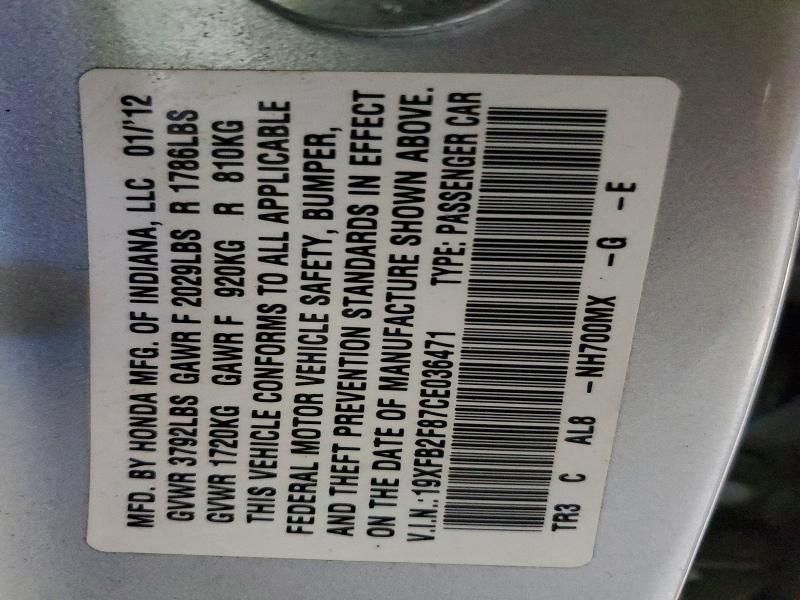 MFD. BY HONDA MFG. OF INDIANA, LLC 01/'12
GVWR 3792LBS GAWR F 2029LBS R 1786LBS
GVWR 1720KG GAWR F 920KG R 810KG
THIS VEHICLE CONFORMS TO ALL APPLICABLE
FEDERAL MOTOR VEHICLE SAFETY, BUMPER,
AND THEFT PREVENTION STANDARDS IN EFFECT
ON THE DATE OF MANUFACTURE SHOWN ABOVE.
V.I.N.:19XFB2F87CE036471 TYPE: PASSENGER CAR
TR3 C AL8 -NH700MX -G -E